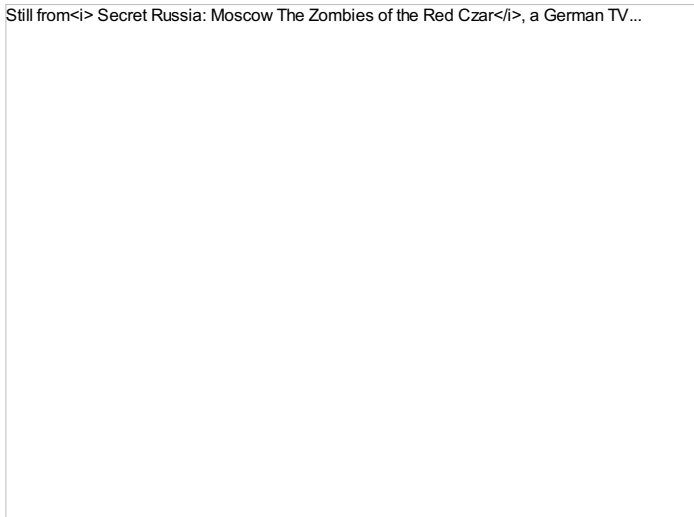 Still from<i> Secret Russia: Moscow The Zombies of the Red Czar</i>, a German TV...